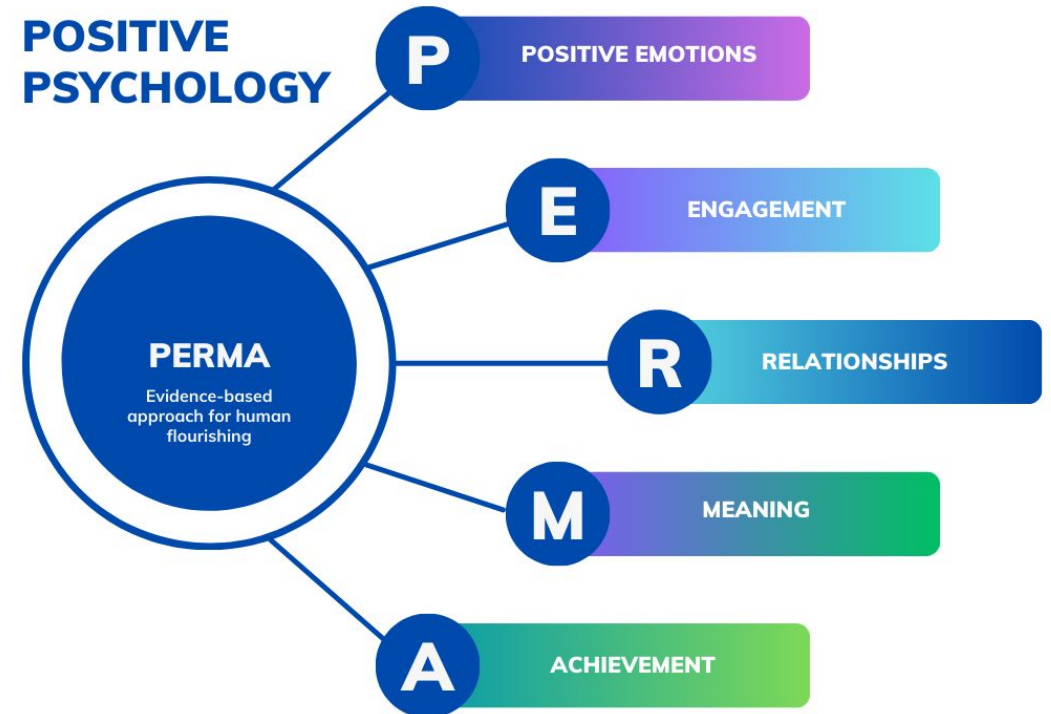 POSITIVE
PSYCHOLOGY
P
POSITIVE EMOTIONS
E
ENGAGEMENT
PERMA
Evidence-based
approach for human
flourishing
R
RELATIONSHIPS
M
MEANING
A
ACHIEVEMENT